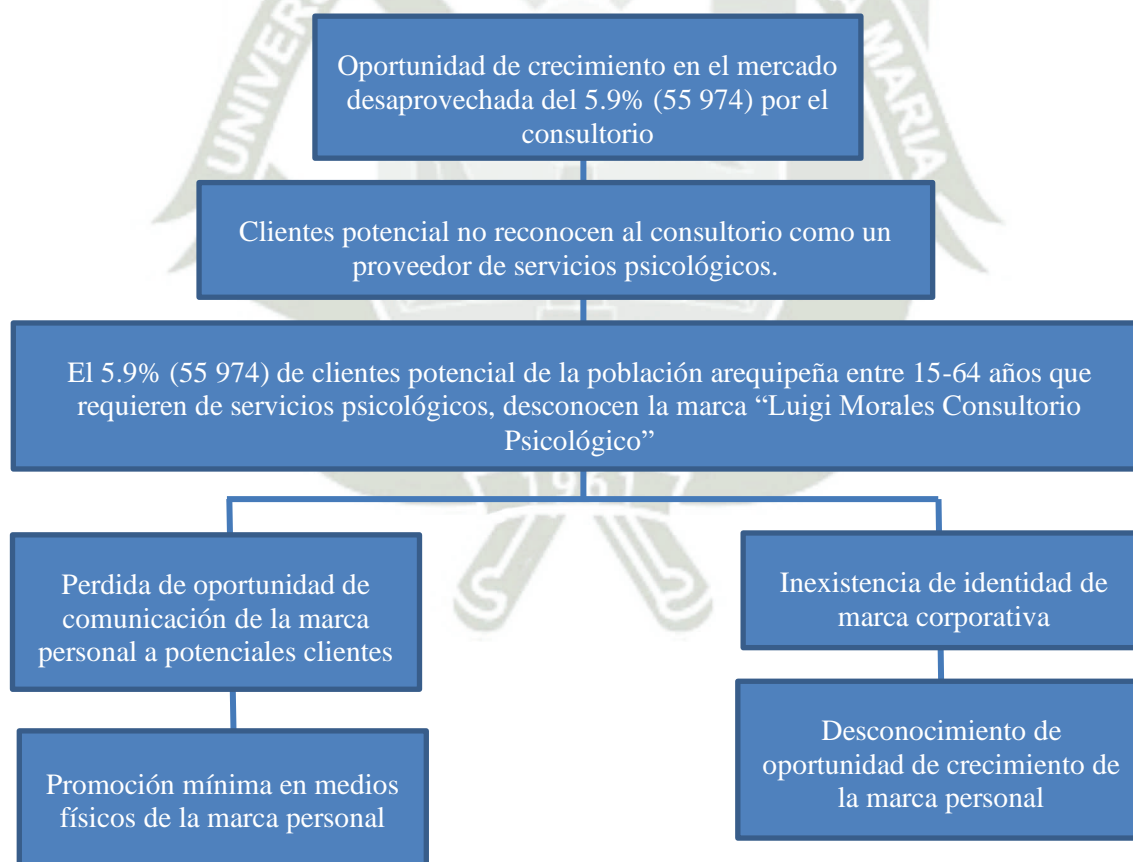 UNIVERS
MARIA
Oportunidad de crecimiento en el mercado
desaprovechada del 5.9% (55 974) por el
consultorio
Clientes potencial no reconocen al consultorio como un
proveedor de servicios psicológicos.
El 5.9% (55 974) de clientes potencial de la población arequipeña entre 15-64 años que
requieren de servicios psicológicos, desconocen la marca “Luigi Morales Consultorio
Psicológico”
1961
Perdida de oportunidad de
comunicación de la marca
personal a potenciales clientes
Inexistencia de identidad de
marca corporativa
Promoción mínima en medios
físicos de la marca personal
Desconocimiento de
oportunidad de crecimiento de
la marca personal